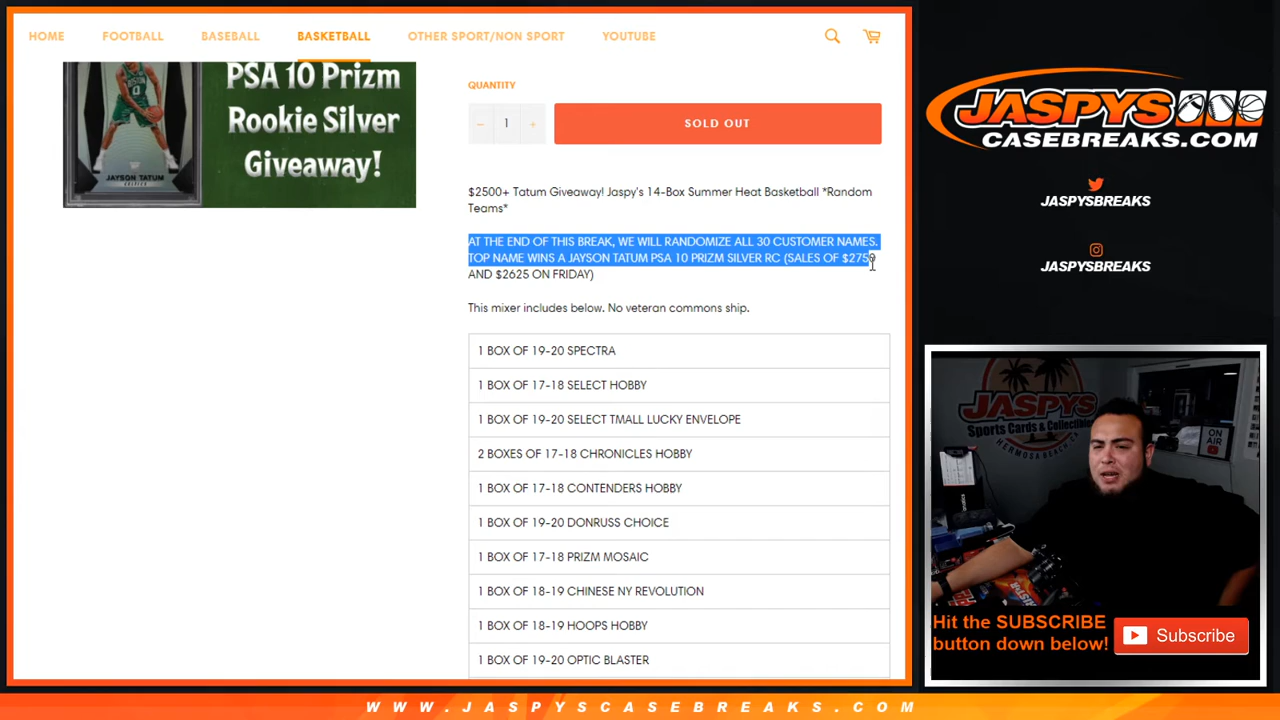 HOME FOOTBALL BASEBALL BASKETBALL OTHER SPORT/NON SPORT YOUTUBE
PSA 10 Prizm
Rookie Silver
Giveaway!
JAYSON TATUM
QUANTITY
− 1 + SOLD OUT
$2500+ Tatum Giveaway! Jaspy's 14-Box Summer Heat Basketball *Random
Teams*
AT THE END OF THIS BREAK, WE WILL RANDOMIZE ALL 30 CUSTOMER NAMES.
TOP NAME WINS A JAYSON TATUM PSA 10 PRIZM SILVER RC (SALES OF $2750
AND $2625 ON FRIDAY)
This mixer includes below. No veteran commons ship.
1 BOX OF 19-20 SPECTRA
1 BOX OF 17-18 SELECT HOBBY
1 BOX OF 19-20 SELECT TMALL LUCKY ENVELOPE
2 BOXES OF 17-18 CHRONICLES HOBBY
1 BOX OF 17-18 CONTENDERS HOBBY
1 BOX OF 19-20 DONRUSS CHOICE
1 BOX OF 17-18 PRIZM MOSAIC
1 BOX OF 18-19 CHINESE NY REVOLUTION
1 BOX OF 18-19 HOOPS HOBBY
1 BOX OF 19-20 OPTIC BLASTER
JASPYS
CASEBREAKS.COM
JASPYSBREAKS
JASPYSBREAKS
JASPYS
Sports Cards & Collectibles
HERMOSA BEACH, CA
ON
AIR
Hit the SUBSCRIBE
button down below!
Subscribe
WWW.JASPYSCASEBREAKS.COM